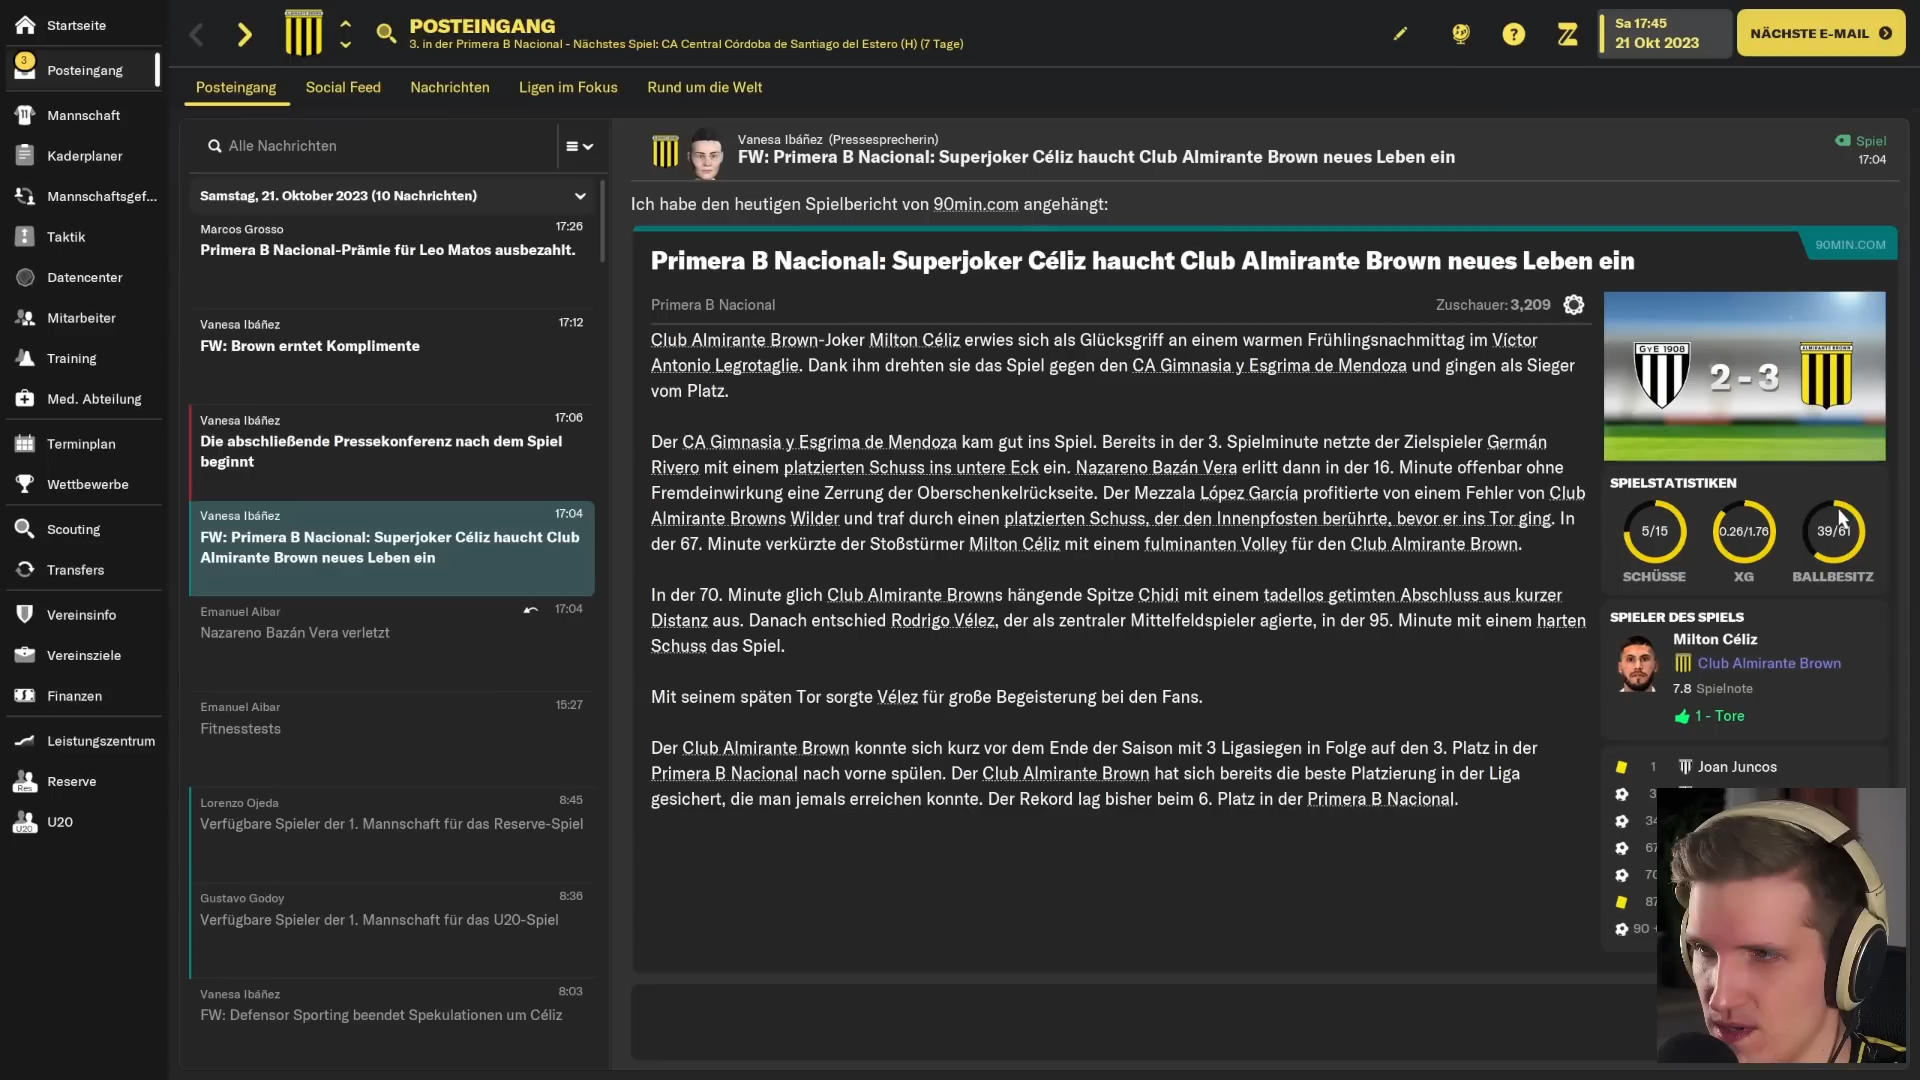 Startseite
3
Posteingang
Mannschaft
Kaderplaner
Mannschaftsgef...
Taktik
Datencenter
Mitarbeiter
Training
Med. Abteilung
Terminplan
Wettbewerbe
Scouting
Transfers
Vereinsinfo
Vereinsziele
Finanzen
Leistungszentrum
Res
Reserve
U20
U20
POSTEINGANG
3. in der Primera B Nacional - Nächstes Spiel: CA Central Córdoba de Santiago del Estero (H) (7 Tage)
Sa 17:45
21 Okt 2023
NÄCHSTE E-MAIL
Posteingang
Social Feed
Nachrichten
Ligen im Fokus
Rund um die Welt
Alle Nachrichten
Samstag, 21. Oktober 2023 (10 Nachrichten)
Marcos Grosso
17:26
Primera B Nacional-Prämie für Leo Matos ausbezahlt.
Vanesa Ibáñez
17:12
FW: Brown erntet Komplimente
Vanesa Ibáñez
17:06
Die abschließende Pressekonferenz nach dem Spiel
beginnt
Vanesa Ibáñez
17:04
FW: Primera B Nacional: Superjoker Céliz haucht Club
Almirante Brown neues Leben ein
Emanuel Aibar
17:04
Nazareno Bazán Vera verletzt
Emanuel Aibar
15:27
Fitnesstests
Lorenzo Ojeda
8:45
Verfügbare Spieler der 1. Mannschaft für das Reserve-Spiel
Gustavo Godoy
8:36
Verfügbare Spieler der 1. Mannschaft für das U20-Spiel
Vanesa Ibáñez
8:03
FW: Defensor Sporting beendet Spekulationen um Céliz
Vanesa Ibáñez (Pressesprecherin)
FW: Primera B Nacional: Superjoker Céliz haucht Club Almirante Brown neues Leben ein
Spiel
17:04
Ich habe den heutigen Spielbericht von 90min.com angehängt:
90MIN.COM
Primera B Nacional: Superjoker Céliz haucht Club Almirante Brown neues Leben ein
Primera B Nacional
Zuschauer: 3,209
Club Almirante Brown-Joker Milton Céliz erwies sich als Glücksgriff an einem warmen Frühlingsnachmittag im Víctor
Antonio Legrotaglie. Dank ihm drehten sie das Spiel gegen den CA Gimnasia y Esgrima de Mendoza und gingen als Sieger
vom Platz.
Der CA Gimnasia y Esgrima de Mendoza kam gut ins Spiel. Bereits in der 3. Spielminute netzte der Zielspieler Germán
Rivero mit einem platzierten Schuss ins untere Eck ein. Nazareno Bazán Vera erlitt dann in der 16. Minute offenbar ohne
Fremdeinwirkung eine Zerrung der Oberschenkelrückseite. Der Mezzala López García profitierte von einem Fehler von Club
Almirante Browns Wilder und traf durch einen platzierten Schuss, der den Innenpfosten berührte, bevor er ins Tor ging. In
der 67. Minute verkürzte der Stoßstürmer Milton Céliz mit einem fulminanten Volley für den Club Almirante Brown.
In der 70. Minute glich Club Almirante Browns hängende Spitze Chidi mit einem tadellos getimten Abschluss aus kurzer
Distanz aus. Danach entschied Rodrigo Vélez, der als zentraler Mittelfeldspieler agierte, in der 95. Minute mit einem harten
Schuss das Spiel.
Mit seinem späten Tor sorgte Vélez für große Begeisterung bei den Fans.
Der Club Almirante Brown konnte sich kurz vor dem Ende der Saison mit 3 Ligasiegen in Folge auf den 3. Platz in der
Primera B Nacional nach vorne spülen. Der Club Almirante Brown hat sich bereits die beste Platzierung in der Liga
gesichert, die man jemals erreichen konnte. Der Rekord lag bisher beim 6. Platz in der Primera B Nacional.
GyE 1908
2 - 3
ALMIRANTE BROWN
SPIELSTATISTIKEN
5/15
0.26/1.76
39/61
SCHÜSSE
XG
BALLBESITZ
SPIELER DES SPIELS
Milton Céliz
Club Almirante Brown
7.8 Spielnote
1 - Tore
1
Joan Juncos
3
34
67
70
87
90 +